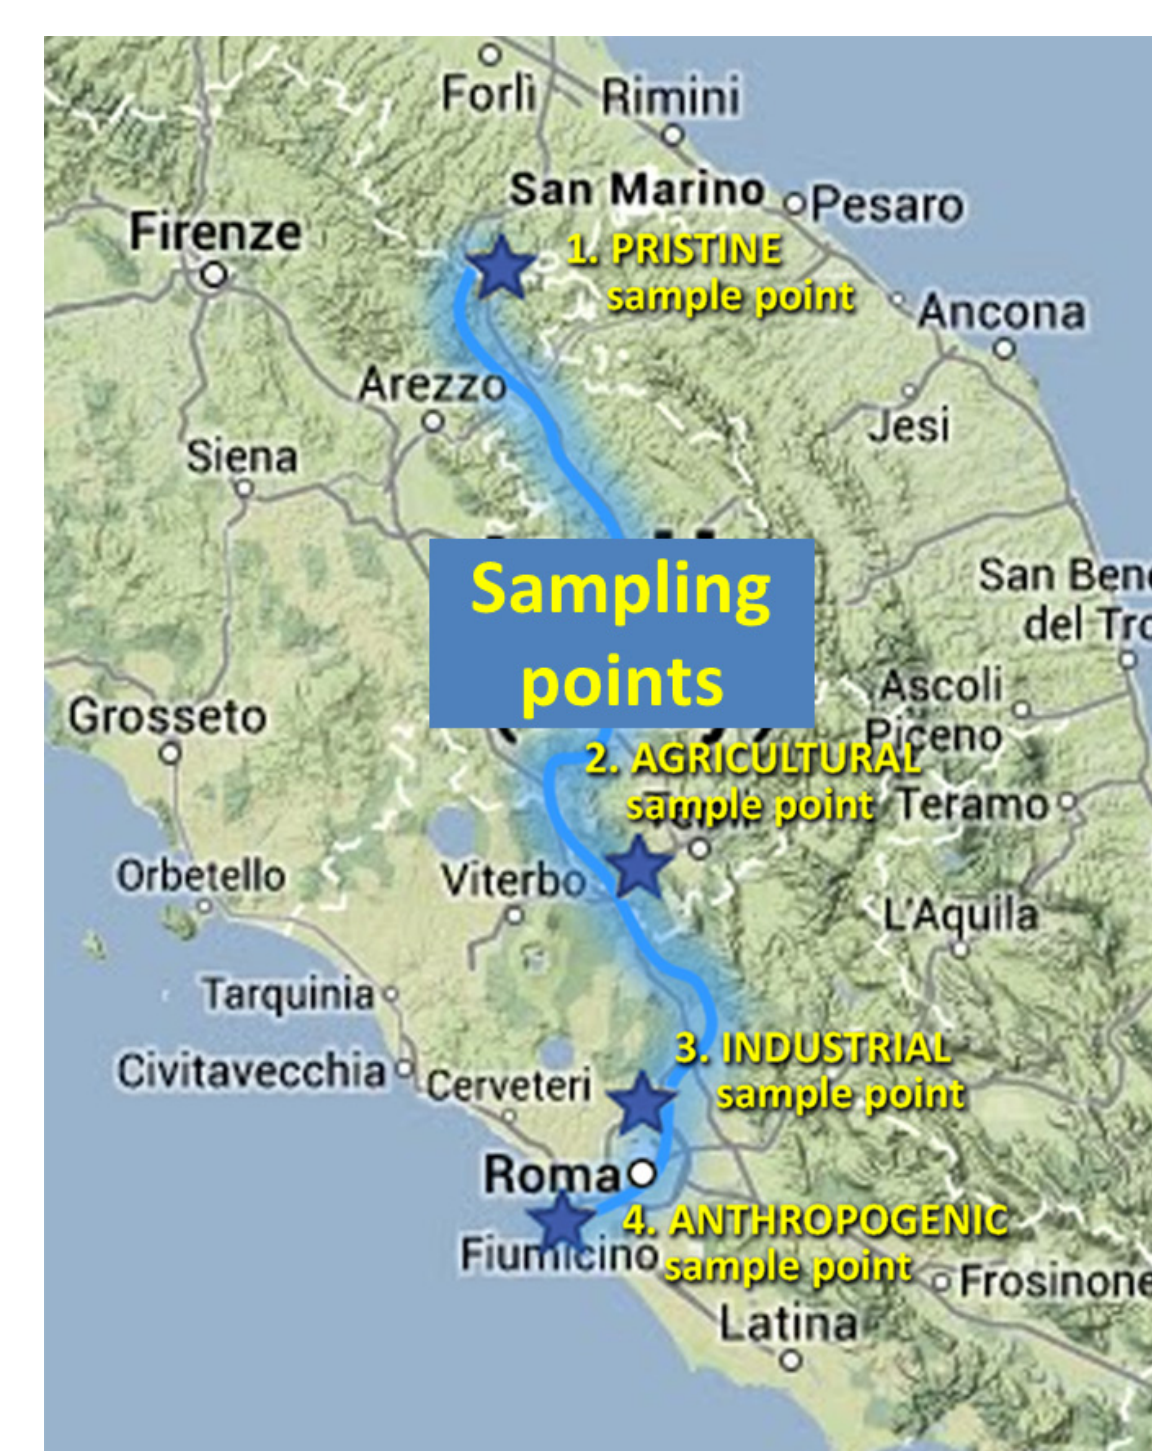 Forlì
Rimini
San Marino
Pesaro
Firenze
1. PRISTINE
sample point
Ancona
Arezzo
Jesi
Siena
Sampling
points
San Bene
del Tro
Ascoli
Piceno
Grosseto
2. AGRICULTURAL
sample point
Teramo
Orbetello
Viterbo
L'Aquila
Tarquinia
3. INDUSTRIAL
sample point
Civitavecchia
Cerveteri
Roma
4. ANTHROPOGENIC
sample point
Fiumicino
Frosinone
Latina